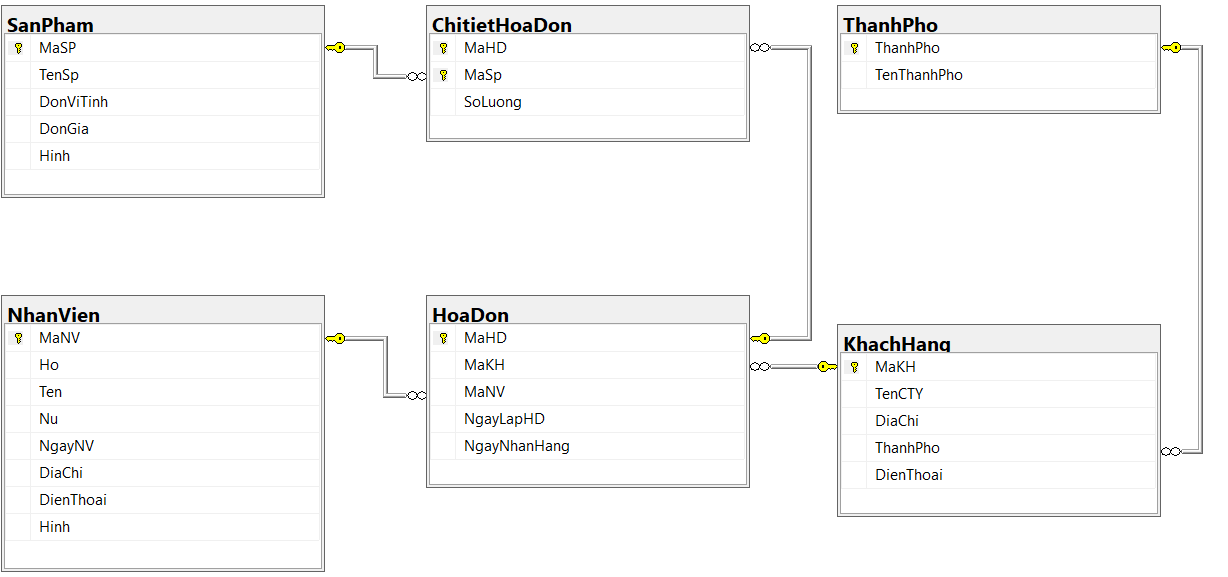 SanPham
MaSP
TenSp
DonViTinh
DonGia
Hinh
ChitietHoaDon
MaHD
MaSp
SoLuong
ThanhPho
ThanhPho
TenThanhPho
NhanVien
MaNV
Ho
Ten
Nu
NgayNV
DiaChi
DienThoai
Hinh
HoaDon
MaHD
MaKH
MaNV
NgayLapHD
NgayNhanHang
KhachHang
MaKH
TenCTY
DiaChi
ThanhPho
DienThoai